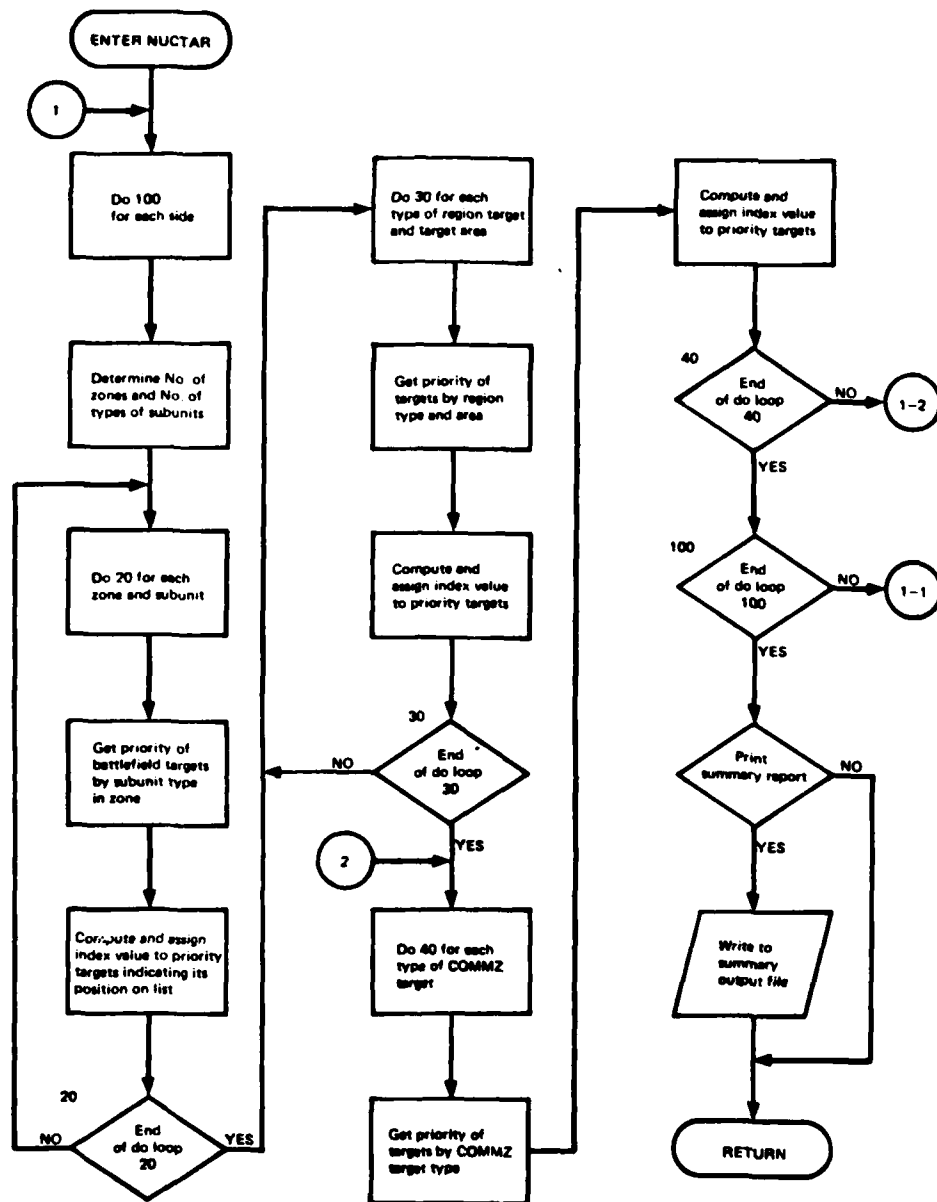 ENTER NUCTAR
1
Do 100
for each side
Determine No. of
zones and No. of
types of subunits
Do 20 for each
zone and subunit
Get priority of
battlefield targets
by subunit type
in zone
Compute and assign
index value to priority
targets indicating its
position on list
20
NO
End
of do loop
20
YES
Do 30 for each
type of region target
and target area
Get priority of
targets by region
type and area
Compute and
assign index value
to priority targets
30
NO
End
of do loop
30
YES
2
Do 40 for each
type of COMMZ
target
Get priority of
targets by COMMZ
target type
Compute and
assign index value
to priority targets
40
End
of do loop
40
NO
1-2
YES
100
End
of do loop
100
NO
1-1
YES
Print
summary report
NO
YES
Write to
summary
output file
RETURN